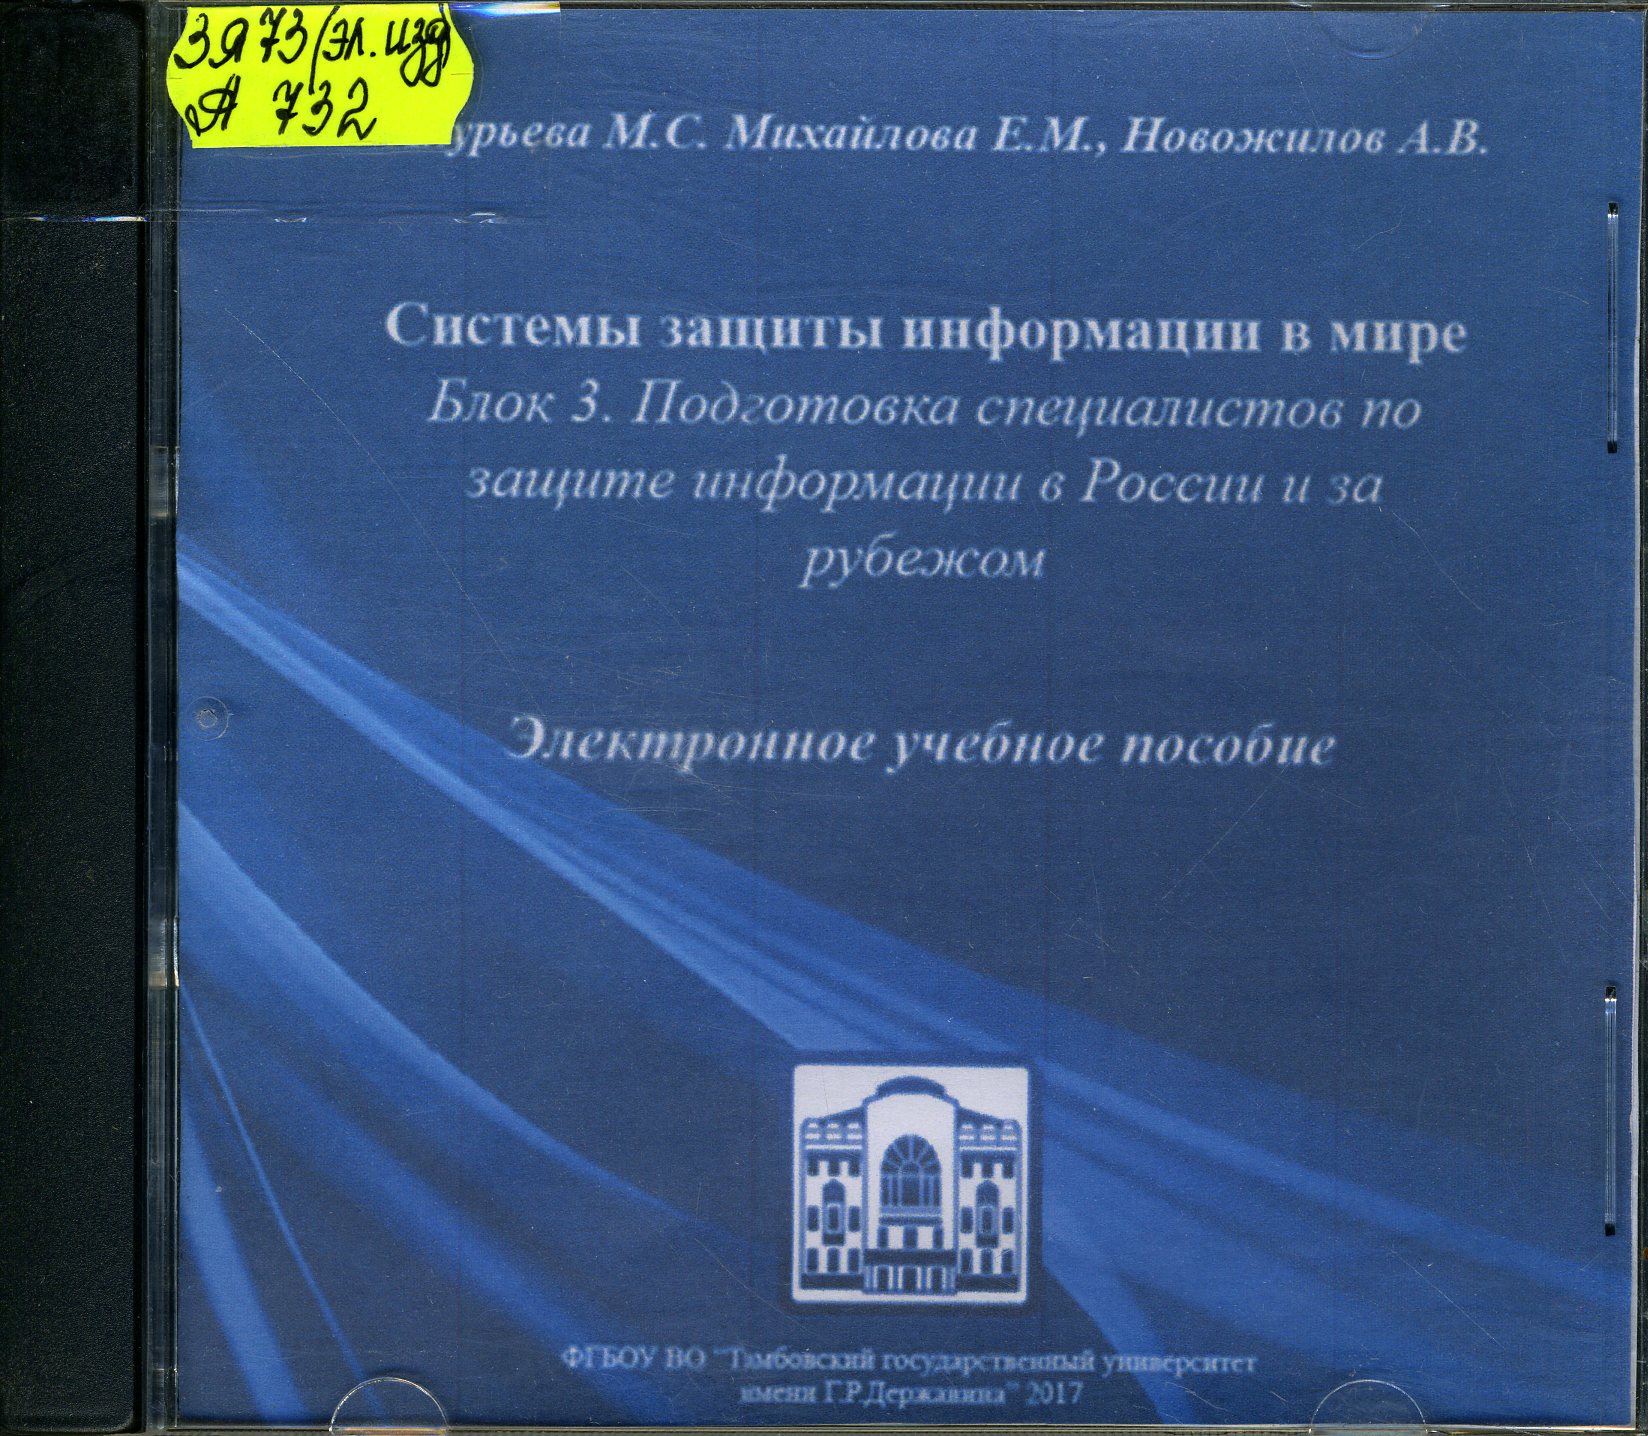 ЗЯ73/эл. изд
А 732
урьева М.С. Михайлова Е.М., Новожилов А.В.
Системы защиты информации в мире
Блок 3. Подготовка специалистов по
защите информации в России и за
рубежом
Электронное учебное пособие
ФГБОУ ВО "Тамбовский государственный университет
имени Г.Р.Державина" 2017